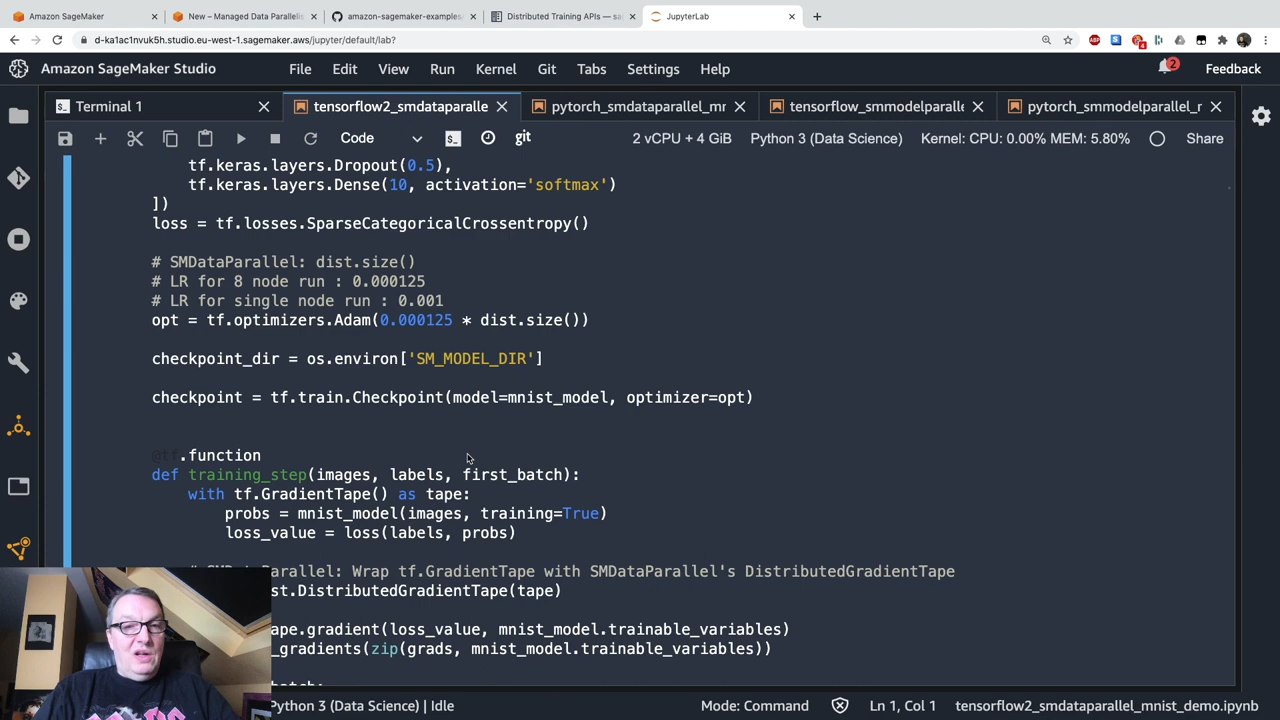 Amazon SageMaker
New – Managed Data Parallelis
amazon-sagemaker-examples/
Distributed Training APIs — sa
JupyterLab
d-ka1ac1nvuk5h.studio.eu-west-1.sagemaker.aws/jupyter/default/lab?
Amazon SageMaker Studio File Edit View Run Kernel Git Tabs Settings Help 2 Feedback
Terminal 1
tensorflow2_smdataparalle
pytorch_smdataparallel_mr
tensorflow_smmodelparalle
pytorch_smmodelparallel_r
Code git 2 vCPU + 4 GiB Python 3 (Data Science) Kernel: CPU: 0.00% MEM: 5.80% Share
tf.keras.layers.Dropout(0.5),
tf.keras.layers.Dense(10, activation='softmax')
])
loss = tf.losses.SparseCategoricalCrossentropy()
# SMDataParallel: dist.size()
# LR for 8 node run : 0.000125
# LR for single node run : 0.001
opt = tf.optimizers.Adam(0.000125 * dist.size())
checkpoint_dir = os.environ['SM_MODEL_DIR']
checkpoint = tf.train.Checkpoint(model=mnist_model, optimizer=opt)
@tf.function
def training_step(images, labels, first_batch):
with tf.GradientTape() as tape:
probs = mnist_model(images, training=True)
loss_value = loss(labels, probs)
# SMDataParallel: Wrap tf.GradientTape with SMDataParallel's DistributedGradientTape
st.DistributedGradientTape(tape)
ape.gradient(loss_value, mnist_model.trainable_variables)
_gradients(zip(grads, mnist_model.trainable_variables))
Python 3 (Data Science) | Idle Mode: Command Ln 1, Col 1 tensorflow2_smdataparallel_mnist_demo.ipynb